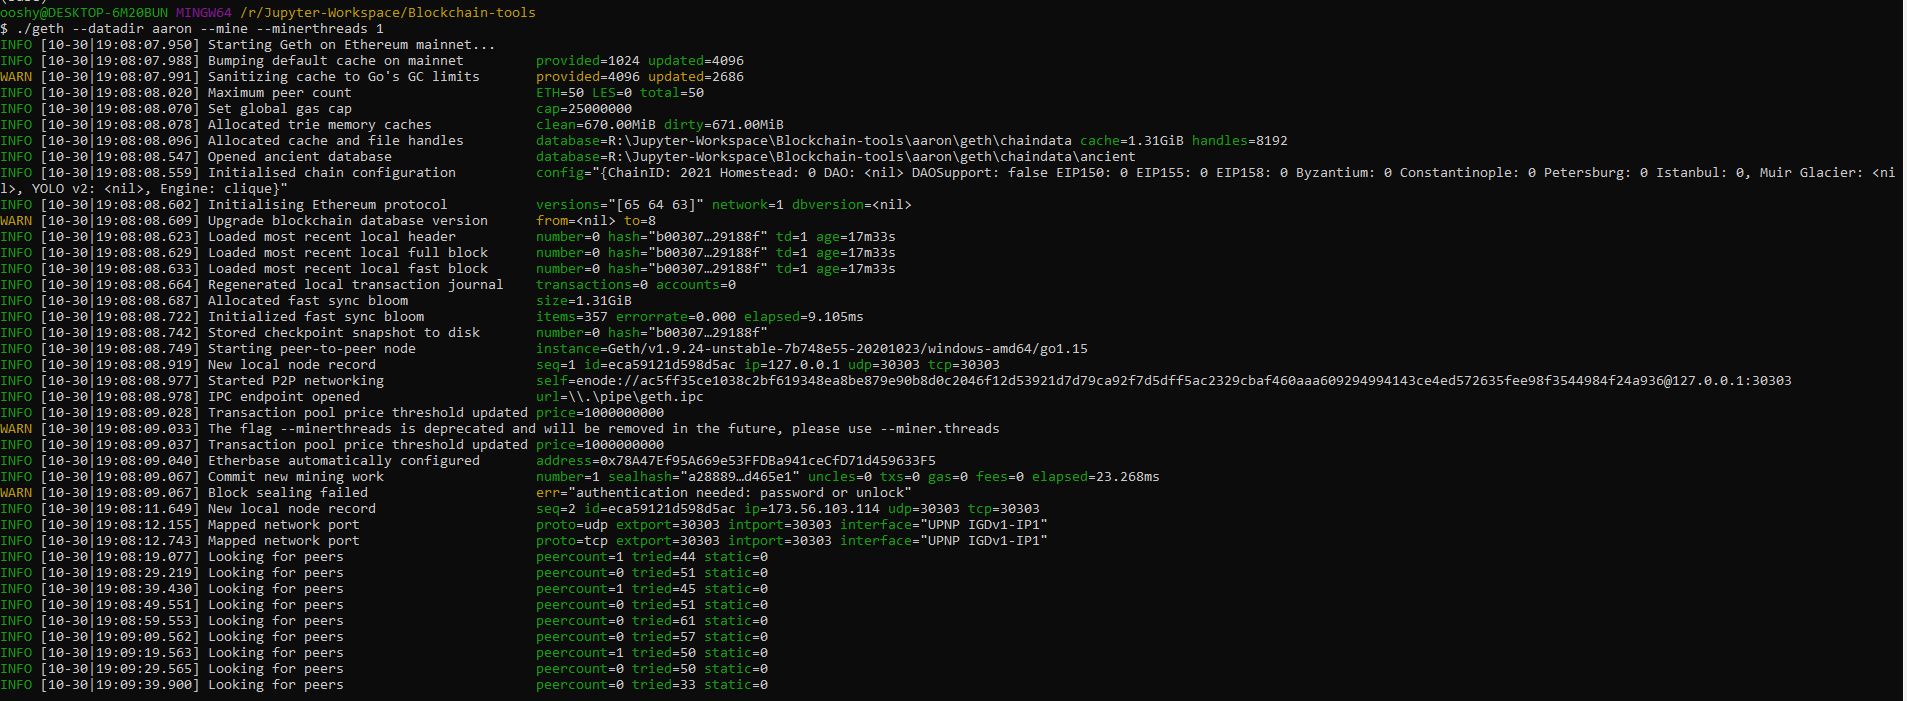 ooshy@DESKTOP-6M20BUN MINGW64 /r/Jupyter-Workspace/Blockchain-tools
$ ./geth --datadir aaron --mine --minerthreads 1
INFO [10-30|19:08:07.950] Starting Geth on Ethereum mainnet...
INFO [10-30|19:08:07.988] Bumping default cache on mainnet provided=1024 updated=4096
WARN [10-30|19:08:07.991] Sanitizing cache to Go's GC limits provided=4096 updated=2686
INFO [10-30|19:08:08.020] Maximum peer count ETH=50 LES=0 total=50
INFO [10-30|19:08:08.070] Set global gas cap cap=25000000
INFO [10-30|19:08:08.078] Allocated trie memory caches clean=670.00MiB dirty=671.00MiB
INFO [10-30|19:08:08.096] Allocated cache and file handles database=R:\Jupyter-Workspace\Blockchain-tools\aaron\geth\chaindata cache=1.31GiB handles=8192
INFO [10-30|19:08:08.547] Opened ancient database database=R:\Jupyter-Workspace\Blockchain-tools\aaron\geth\chaindata\ancient
INFO [10-30|19:08:08.559] Initialised chain configuration config="{ChainID: 2021 Homestead: 0 DAO: <nil> DAOSupport: false EIP150: 0 EIP155: 0 EIP158: 0 Byzantium: 0 Constantinople: 0 Petersburg: 0 Istanbul: 0, Muir Glacier: <ni
l>, YOLO v2: <nil>, Engine: clique}"
INFO [10-30|19:08:08.602] Initialising Ethereum protocol versions="[65 64 63]" network=1 dbversion=<nil>
WARN [10-30|19:08:08.609] Upgrade blockchain database version from=<nil> to=8
INFO [10-30|19:08:08.623] Loaded most recent local header number=0 hash="b00307…29188f" td=1 age=17m33s
INFO [10-30|19:08:08.629] Loaded most recent local full block number=0 hash="b00307…29188f" td=1 age=17m33s
INFO [10-30|19:08:08.633] Loaded most recent local fast block number=0 hash="b00307…29188f" td=1 age=17m33s
INFO [10-30|19:08:08.664] Regenerated local transaction journal transactions=0 accounts=0
INFO [10-30|19:08:08.687] Allocated fast sync bloom size=1.31GiB
INFO [10-30|19:08:08.722] Initialized fast sync bloom items=357 errorrate=0.000 elapsed=9.105ms
INFO [10-30|19:08:08.742] Stored checkpoint snapshot to disk number=0 hash="b00307…29188f"
INFO [10-30|19:08:08.749] Starting peer-to-peer node instance=Geth/v1.9.24-unstable-7b748e55-20201023/windows-amd64/go1.15
INFO [10-30|19:08:08.919] New local node record seq=1 id=eca59121d598d5ac ip=127.0.0.1 udp=30303 tcp=30303
INFO [10-30|19:08:08.977] Started P2P networking self=enode://ac5ff35ce1038c2bf619348ea8be879e90b8d0c2046f12d53921d7d79ca92f7d5dff5ac2329cbaf460aaa609294994143ce4ed572635fee98f3544984f24a936@127.0.0.1:30303
INFO [10-30|19:08:08.978] IPC endpoint opened url=\\.\pipe\geth.ipc
INFO [10-30|19:08:09.028] Transaction pool price threshold updated price=1000000000
WARN [10-30|19:08:09.033] The flag --minerthreads is deprecated and will be removed in the future, please use --miner.threads
INFO [10-30|19:08:09.037] Transaction pool price threshold updated price=1000000000
INFO [10-30|19:08:09.040] Etherbase automatically configured address=0x78A47Ef95A669e53FFDBa941ceCfD71d459633F5
INFO [10-30|19:08:09.067] Commit new mining work number=1 sealhash="a28889…d465e1" uncles=0 txs=0 gas=0 fees=0 elapsed=23.268ms
WARN [10-30|19:08:09.067] Block sealing failed err="authentication needed: password or unlock"
INFO [10-30|19:08:11.649] New local node record seq=2 id=eca59121d598d5ac ip=173.56.103.114 udp=30303 tcp=30303
INFO [10-30|19:08:12.155] Mapped network port proto=udp extport=30303 intport=30303 interface="UPNP IGDv1-IP1"
INFO [10-30|19:08:12.743] Mapped network port proto=tcp extport=30303 intport=30303 interface="UPNP IGDv1-IP1"
INFO [10-30|19:08:19.077] Looking for peers peercount=1 tried=44 static=0
INFO [10-30|19:08:29.219] Looking for peers peercount=0 tried=51 static=0
INFO [10-30|19:08:39.430] Looking for peers peercount=1 tried=45 static=0
INFO [10-30|19:08:49.551] Looking for peers peercount=0 tried=51 static=0
INFO [10-30|19:08:59.553] Looking for peers peercount=0 tried=61 static=0
INFO [10-30|19:09:09.562] Looking for peers peercount=0 tried=57 static=0
INFO [10-30|19:09:19.563] Looking for peers peercount=1 tried=50 static=0
INFO [10-30|19:09:29.565] Looking for peers peercount=0 tried=50 static=0
INFO [10-30|19:09:39.900] Looking for peers peercount=0 tried=33 static=0